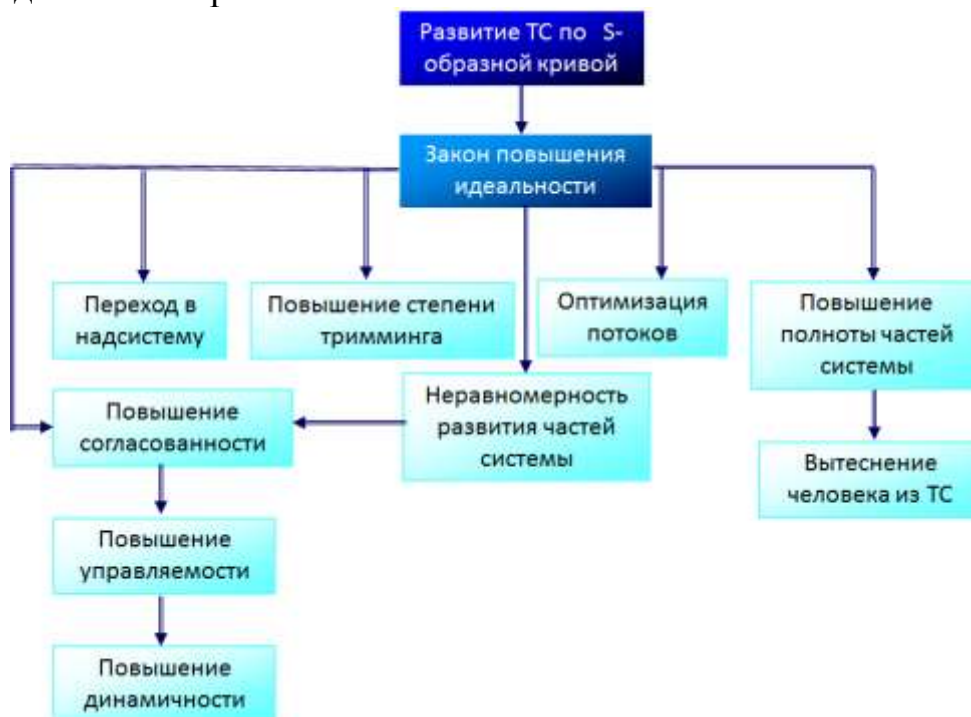 Развитие ТС по S-
образной кривой
Закон повышения
идеальности
Переход в
надсистему
Повышение степени
тримминга
Оптимизация
потоков
Повышение
полноты частей
системы
Повышение
согласованности
Неравномерность
развития частей
системы
Вытеснение
человека из ТС
Повышение
управляемости
Повышение
динамичности